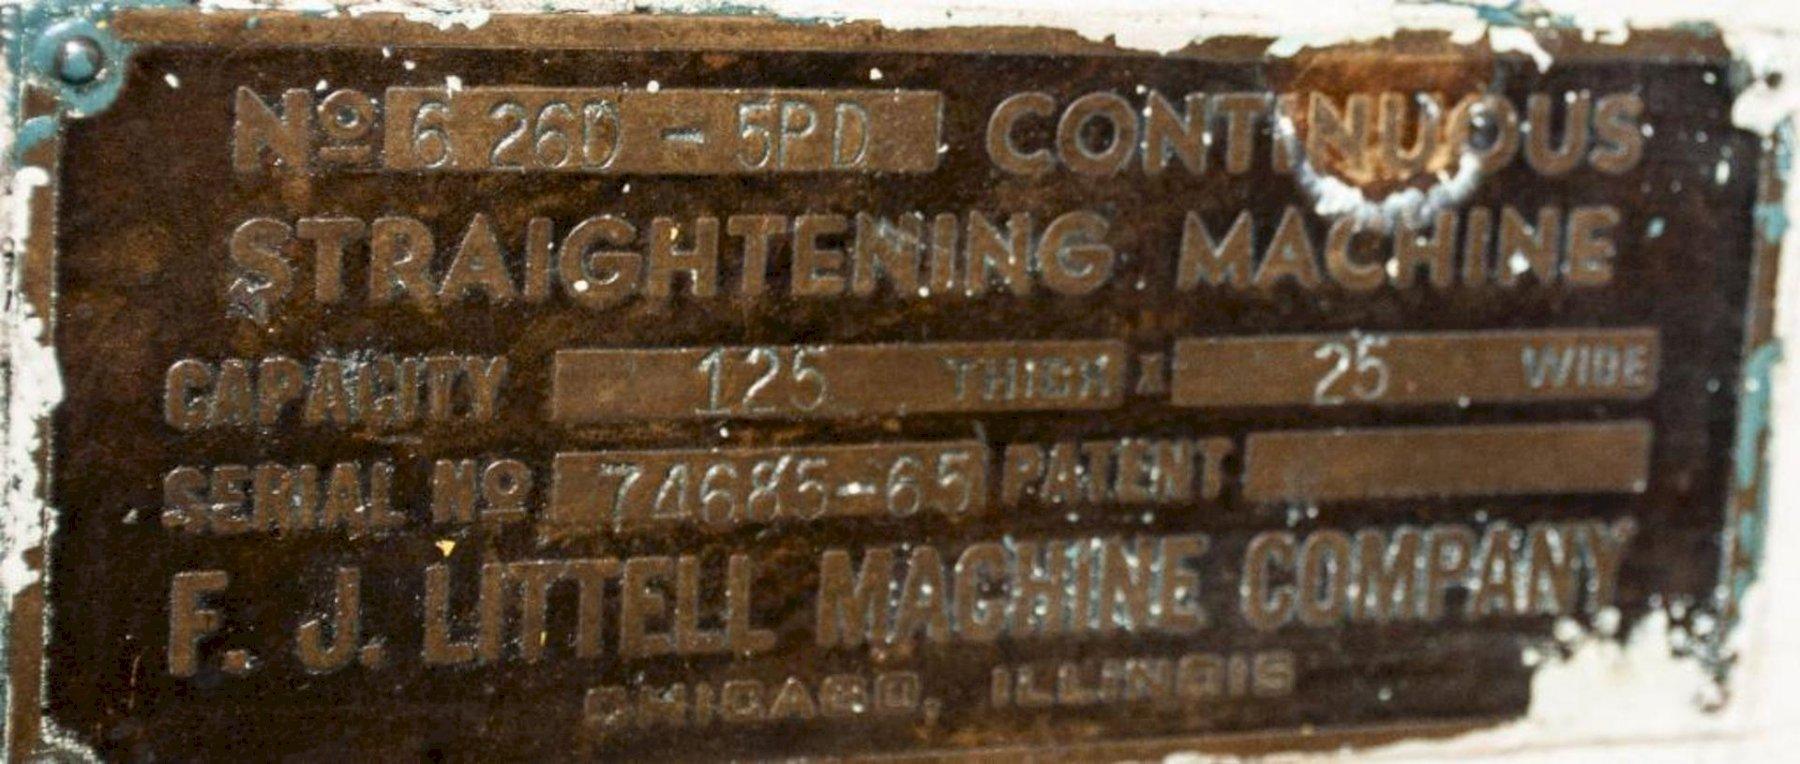 Nº 6 26D - 5PD CONTINUOUS
STRAIGHTENING MACHINE
CAPACITY 125 THICK x 25 WIDE
SERIAL Nº 74685-65 PATENT
F. J. LITTELL MACHINE COMPANY
CHICAGO, ILLINOIS